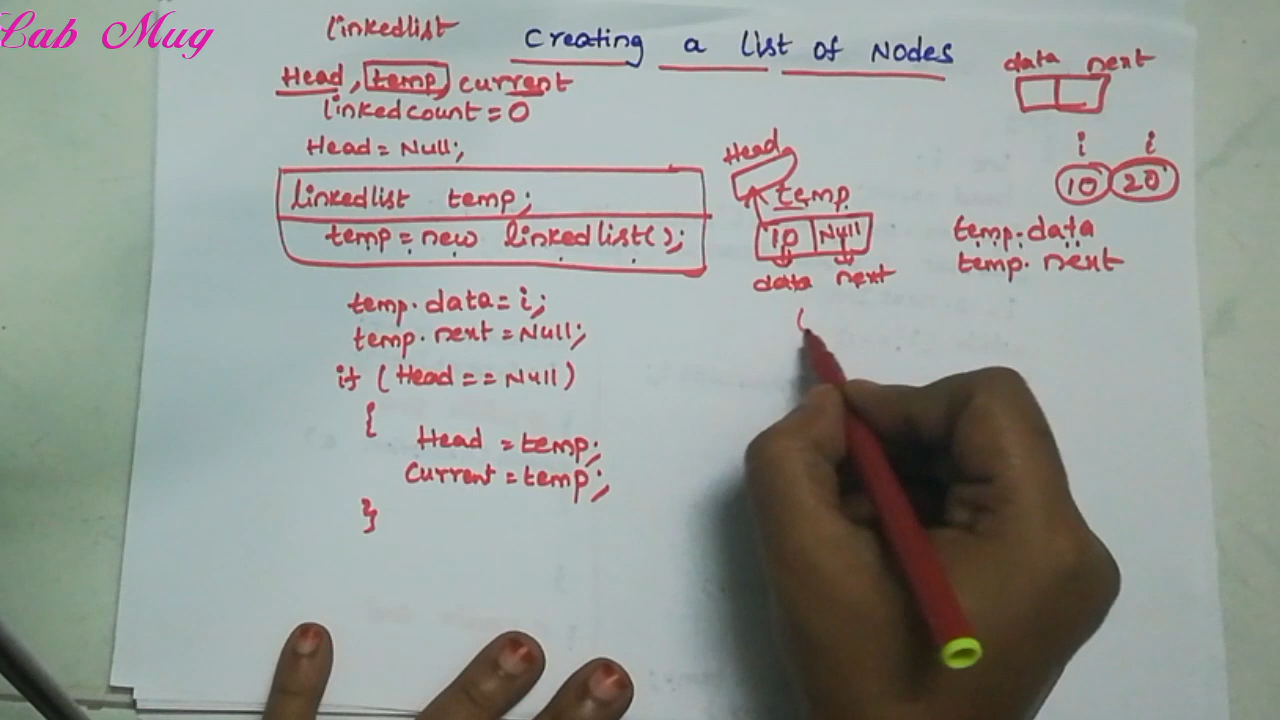 Lab Mug
linkedlist
Creating a List of Nodes
Head, temp, current
linkedcount = 0
Head = Null;
linkedlist temp;
temp = new linkedlist();
temp. data = i;
temp. next = Null;
if ( Head == Null )
{
Head = temp;
Current = temp;
}
Head
temp
10 Null
data next
(
data next
i i
10 20
temp. data
temp. next